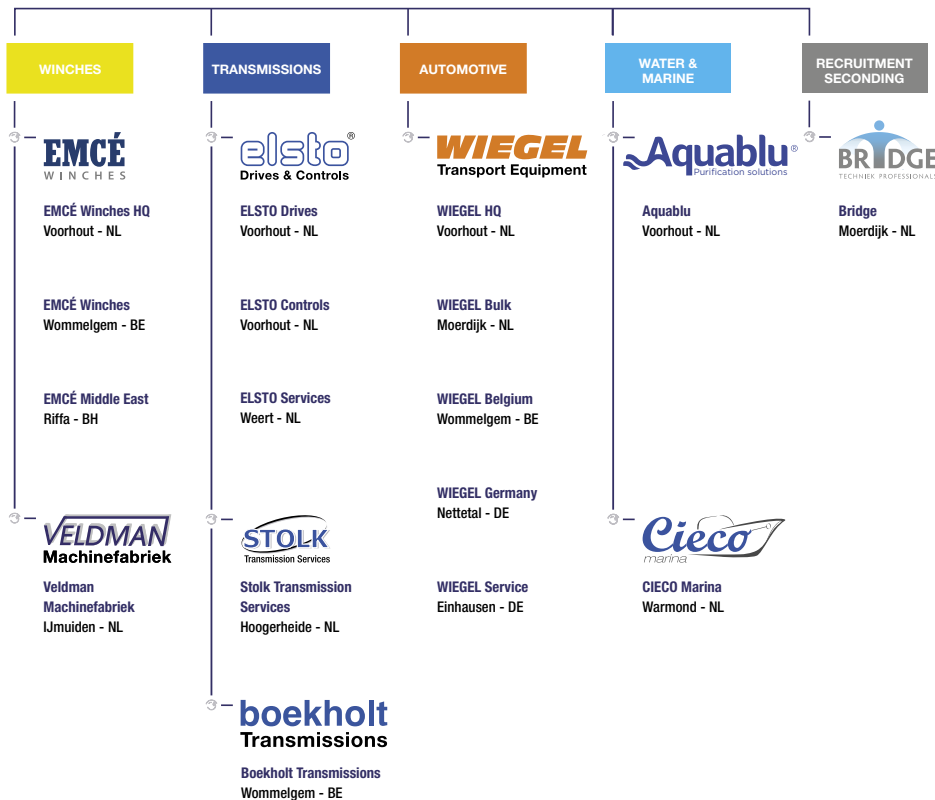 WINCHES
EMCÉ
WINCHES
EMCÉ Winches HQ
Voorhout - NL
EMCÉ Winches
Wommelgem - BE
EMCÉ Middle East
Riffa - BH
VELDMAN
Machinefabriek
Veldman
Machinefabriek
IJmuiden - NL
TRANSMISSIONS
elsto®
Drives & Controls
ELSTO Drives
Voorhout - NL
ELSTO Controls
Voorhout - NL
ELSTO Services
Weert - NL
STOLK
Transmission Services
Stolk Transmission
Services
Hoogerheide - NL
boekholt
Transmissions
Boekholt Transmissions
Wommelgem - BE
AUTOMOTIVE
WIEGEL
Transport Equipment
WIEGEL HQ
Voorhout - NL
WIEGEL Bulk
Moerdijk - NL
WIEGEL Belgium
Wommelgem - BE
WIEGEL Germany
Nettetal - DE
WIEGEL Service
Einhausen - DE
WATER &
MARINE
Aquablu®
Purification solutions
Aquablu
Voorhout - NL
Cieco
marina
CIECO Marina
Warmond - NL
RECRUITMENT
SECONDING
BRIDGE
TECHNIEK PROFESSIONALS
Bridge
Moerdijk - NL